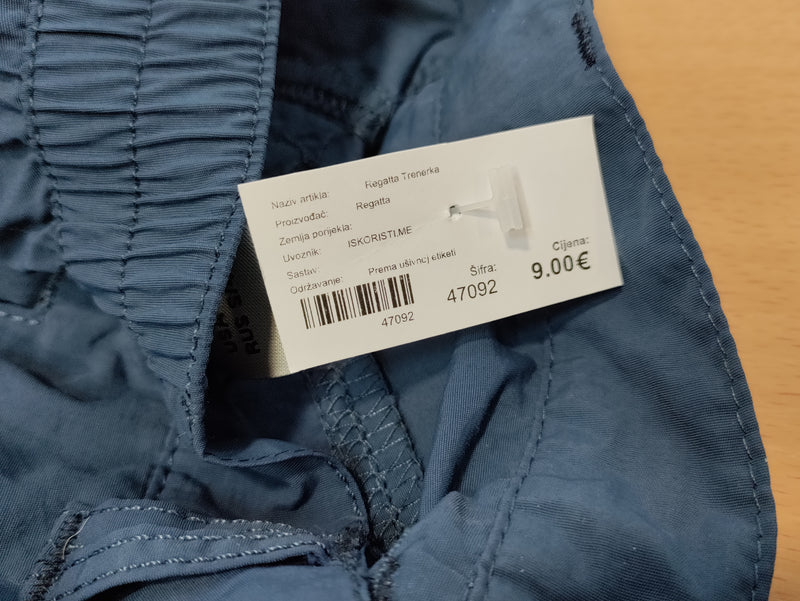 Naziv artikla: Regatta Trenerka
Proizvođač: Regatta
Zemlja porijekla:
Uvoznik: ISKORISTI.ME
Sastav:
Održavanje: Prema ušivnoj etiketi
Šifra: Cijena:
47092 9.00€
47092
RUS